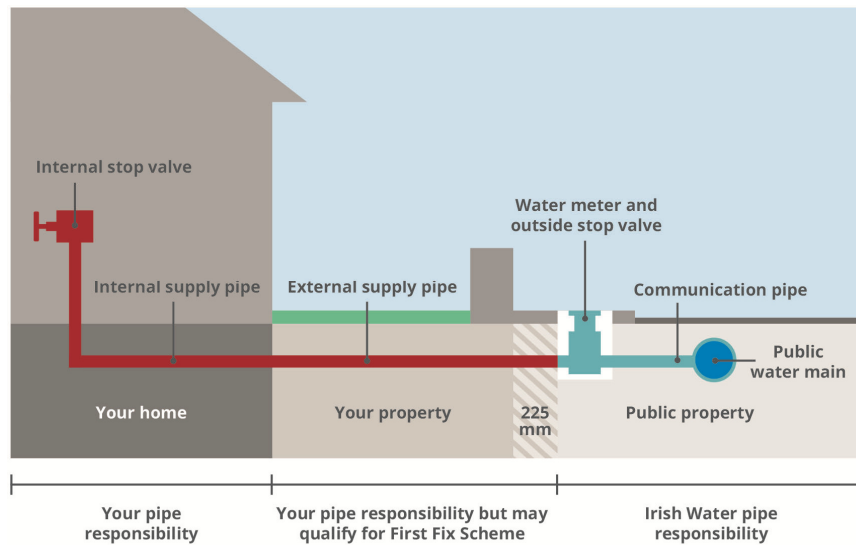 Internal stop valve
Water meter and
outside stop valve
Internal supply pipe
External supply pipe
Communication pipe
Public
water main
Your home
Your property
225
mm
Public property
Your pipe
responsibility
Your pipe responsibility but may
qualify for First Fix Scheme
Irish Water pipe
responsibility